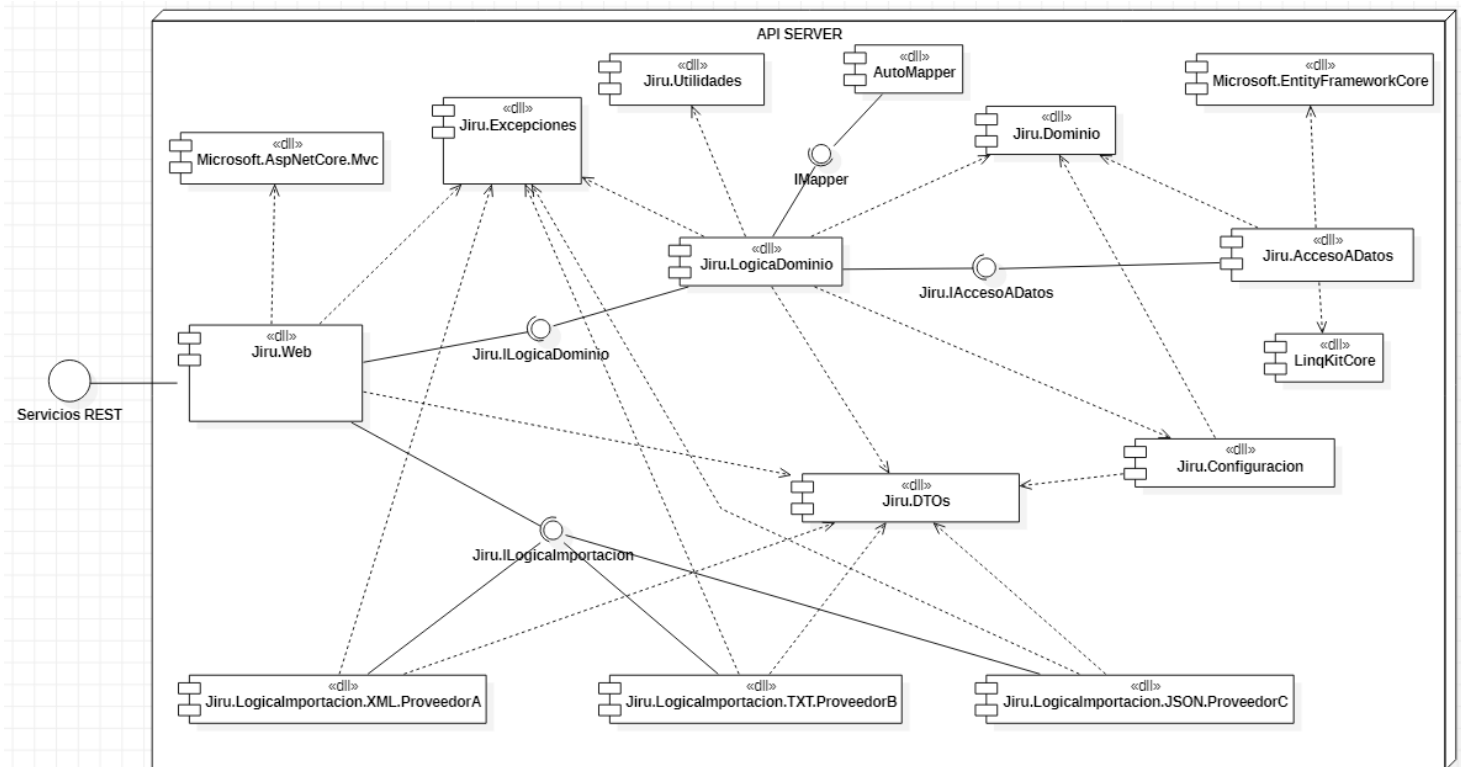 API SERVER
«dll»
Jiru.Utilidades
«dll»
AutoMapper
«dll»
Microsoft.EntityFrameworkCore
«dll»
Jiru.Excepciones
«dll»
Jiru.Dominio
«dll»
Microsoft.AspNetCore.Mvc
IMapper
«dll»
Jiru.LogicaDominio
«dll»
Jiru.AccesoADatos
Jiru.IAccesoADatos
«dll»
Jiru.Web
Jiru.ILogicaDominio
«dll»
LinqKitCore
Servicios REST
«dll»
Jiru.Configuracion
«dll»
Jiru.DTOs
Jiru.ILogicaImportacion
«dll»
Jiru.LogicaImportacion.XML.ProveedorA
«dll»
Jiru.LogicaImportacion.TXT.ProveedorB
«dll»
Jiru.LogicaImportacion.JSON.ProveedorC